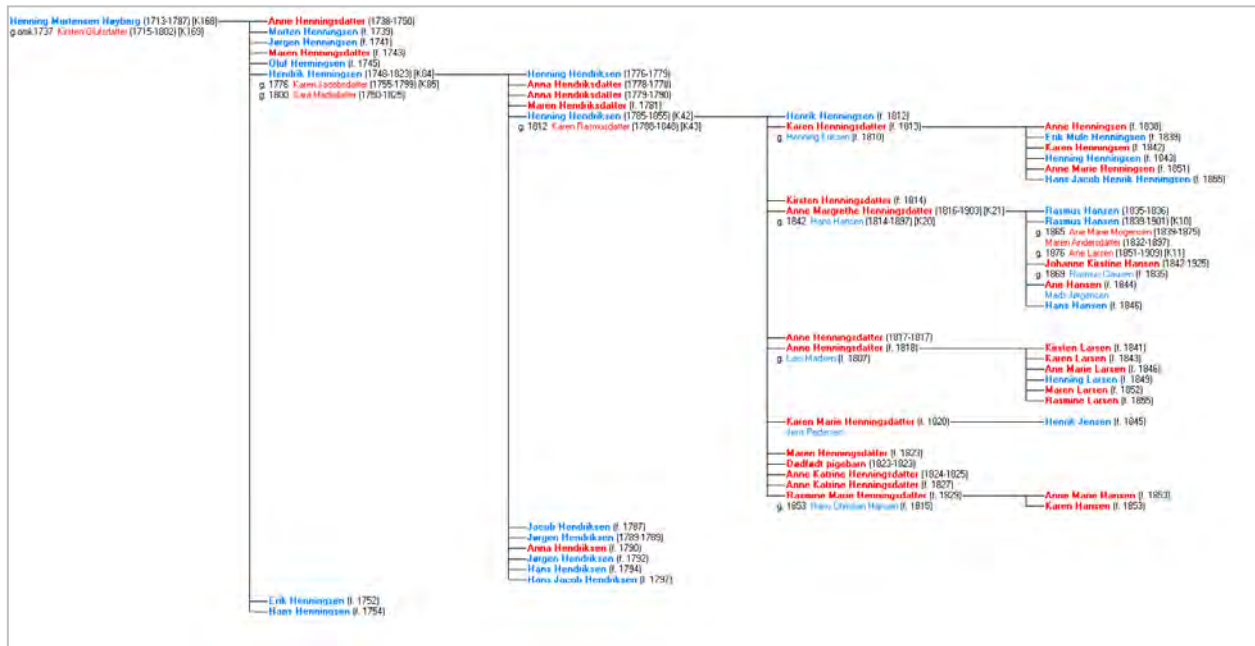 Henning Mortensen Høyberg (1713-1787) [K168]
g.omk1737 Kirsten Olufsdatter (1715-1802) [K169]
Anne Henningsdatter (1738-1750)
Morten Henningsen (f. 1739)
Jørgen Henningsen (f. 1741)
Maren Henningsdatter (f. 1743)
Oluf Henningsen (f. 1745)
Hendrik Henningsen (1748-1823) [K84]
g. 1776 Karen Jacobsdatter (1755-1799) [K85]
g. 1800 Sara Madsdatter (1750-1825)
Erik Henningsen (f. 1752)
Hans Henningsen (f. 1754)
Henning Hendriksen (1776-1779)
Anna Hendriksdatter (1778-1778)
Anna Hendriksdatter (1779-1790)
Maren Hendriksdatter (f. 1781)
Henning Hendriksen (1785-1855) [K42]
g. 1812 Karen Rasmusdatter (1788-1848) [K43]
Jacob Hendriksen (f. 1787)
Jørgen Hendriksen (1789-1789)
Anna Hendriksen (f. 1790)
Jørgen Hendriksen (f. 1792)
Hans Hendriksen (f. 1794)
Hans Jacob Hendriksen (f. 1797)
Henrik Henningsen (f. 1812)
Karen Henningsdatter (f. 1813)
g. Henning Eriksen (f. 1810)
Kirsten Henningsdatter (f. 1814)
Anne Margrethe Henningsdatter (1816-1903) [K21]
g. 1842 Hans Hansen (1814-1897) [K20]
Anne Henningsdatter (1817-1817)
Anne Henningsdatter (f. 1818)
g. Lars Madsen (f. 1807)
Karen Marie Henningsdatter (f. 1820)
Jens Pedersen
Maren Henningsdatter (f. 1823)
Dødfødt pigebarn (1823-1823)
Anne Katrine Henningsdatter (1824-1825)
Anne Katrine Henningsdatter (f. 1827)
Rasmine Marie Henningsdatter (f. 1829)
g. 1853 Hans Christian Hansen (f. 1815)
Anne Henningsen (f. 1838)
Erik Mule Henningsen (f. 1839)
Karen Henningsen (f. 1842)
Henning Henningsen (f. 1843)
Anne Marie Henningsen (f. 1851)
Hans Jacob Henrik Henningsen (f. 1855)
Rasmus Hansen (1835-1836)
Rasmus Hansen (1839-1901) [K10]
g. 1865 Ane Marie Mogensen (1839-1875)
Maren Andersdatter (1832-1897)
g. 1876 Ane Larsen (1851-1909) [K11]
Johanne Kirstine Hansen (1842-1925)
g. 1869 Rasmus Clausen (f. 1835)
Ane Hansen (f. 1844)
Mads Jørgensen
Hans Hansen (f. 1846)
Kirsten Larsen (f. 1841)
Karen Larsen (f. 1843)
Ane Marie Larsen (f. 1846)
Henning Larsen (f. 1849)
Maren Larsen (f. 1852)
Rasmine Larsen (f. 1855)
Henrik Jensen (f. 1845)
Anne Marie Hansen (f. 1853)
Karen Hansen (f. 1853)